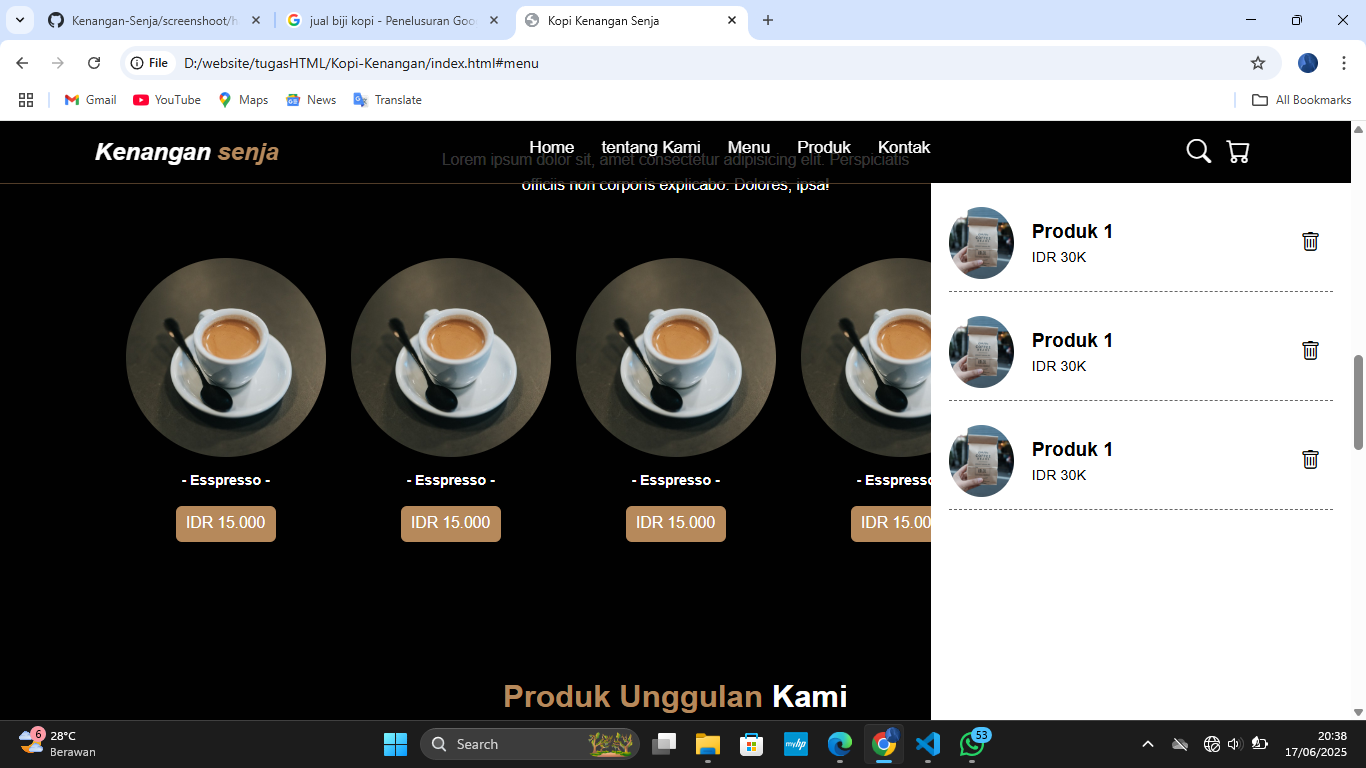 Kenangan-Senja/screenshoot/h
jual biji kopi - Penelusuran Goo
Kopi Kenangan Senja
File
D:/website/tugasHTML/Kopi-Kenangan/index.html#menu
Gmail
YouTube
Maps
News
Translate
All Bookmarks
Kenangan senja
Home
tentang Kami
Menu
Produk
Kontak
Lorem ipsum dolor sit, amet consectetur adipisicing elit. Perspiciatis
officiis non corporis explicabo. Dolores, ipsa!
Produk 1
IDR 30K
Produk 1
IDR 30K
Produk 1
IDR 30K
- Esspresso -
- Esspresso -
- Esspresso -
- Esspresso
IDR 15.000
IDR 15.000
IDR 15.000
IDR 15.00
Produk Unggulan Kami
6
28°C
Berawan
Search
myhp
53
20:38
17/06/2025